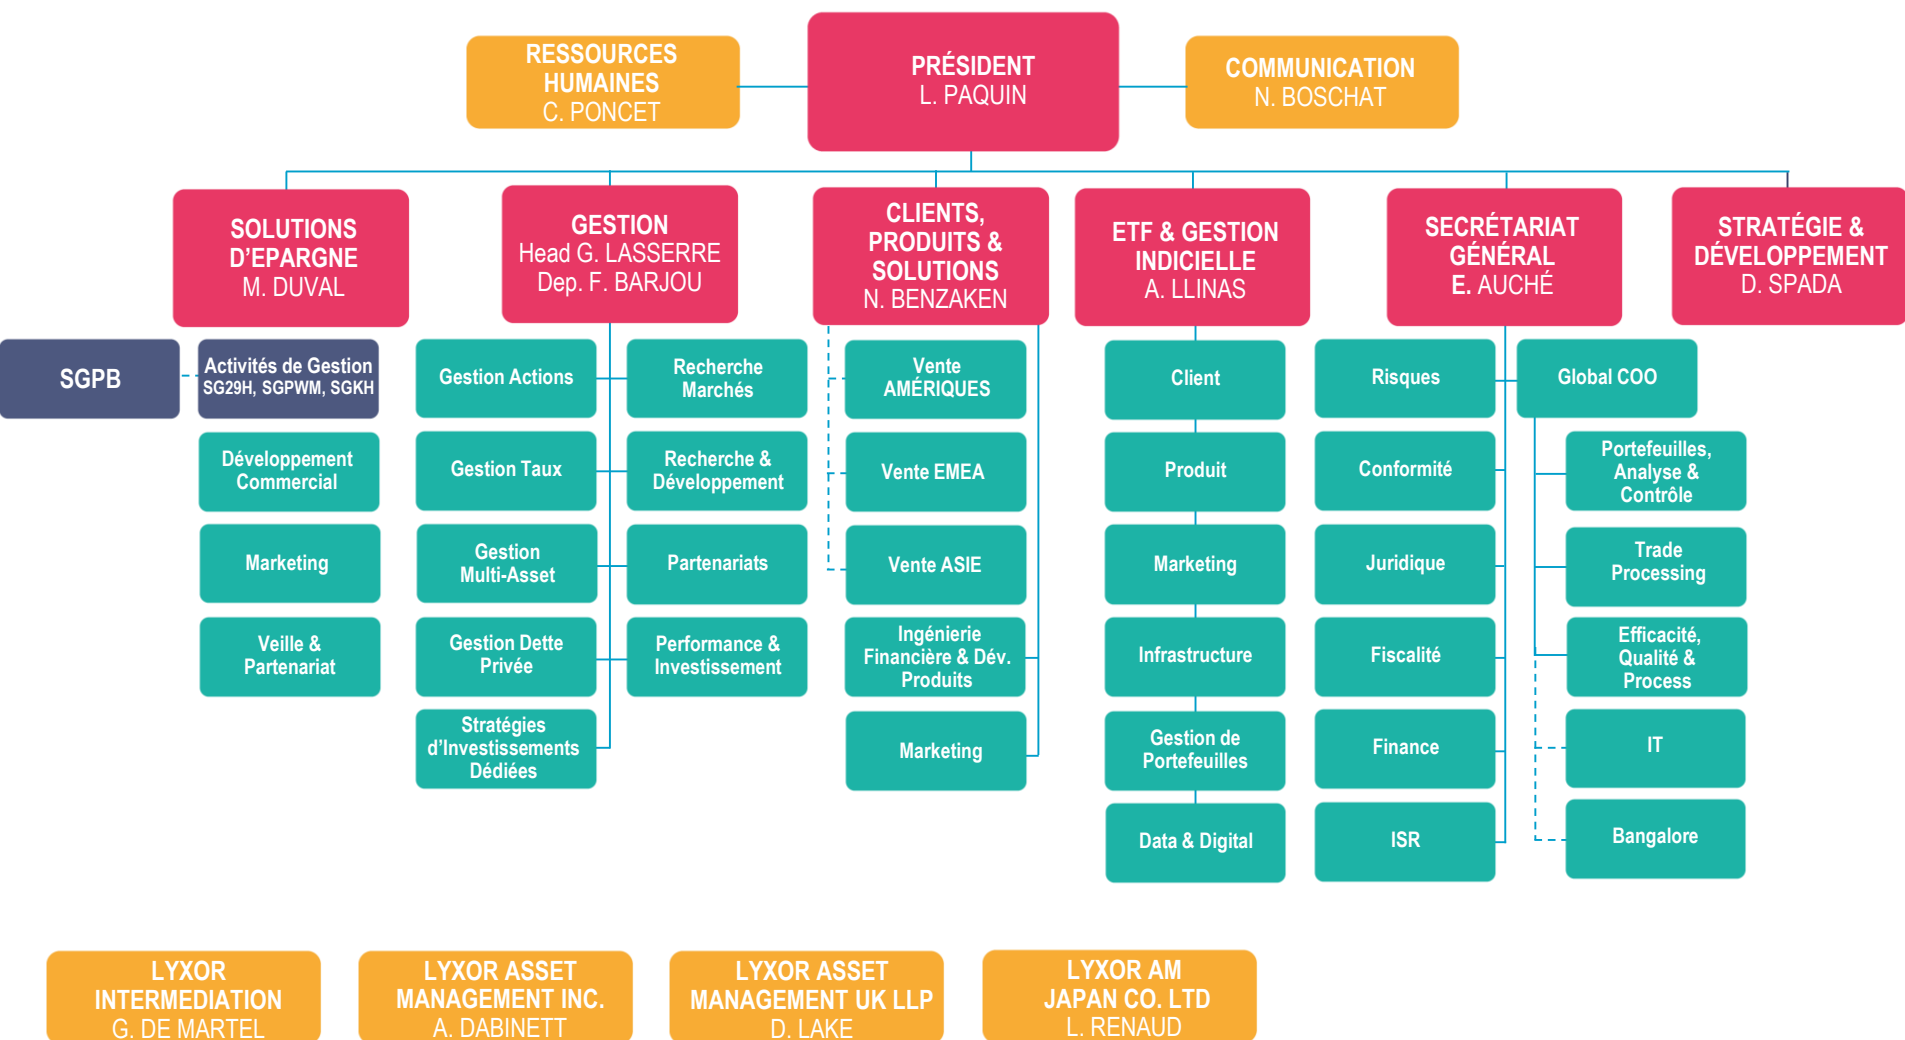 RESSOURCES
HUMAINES
C. PONCET
PRÉSIDENT
L. PAQUIN
COMMUNICATION
N. BOSCHAT
SOLUTIONS
D’EPARGNE
M. DUVAL
GESTION
Head G. LASSERRE
Dep. F. BARJOU
CLIENTS,
PRODUITS &
SOLUTIONS
N. BENZAKEN
ETF & GESTION
INDICIELLE
A. LLINAS
SECRÉTARIAT
GÉNÉRAL
E. AUCHÉ
STRATÉGIE &
DÉVELOPPEMENT
D. SPADA
SGPB
Activités de Gestion
SG29H, SGPWM, SGKH
Développement
Commercial
Marketing
Veille &
Partenariat
Gestion Actions
Gestion Taux
Gestion
Multi-Asset
Gestion Dette
Privée
Stratégies
d’Investissements
Dédiées
Recherche
Marchés
Recherche &
Développement
Partenariats
Performance &
Investissement
Vente
AMÉRIQUES
Vente EMEA
Vente ASIE
Ingénierie
Financière & Dév.
Produits
Marketing
Client
Produit
Marketing
Infrastructure
Gestion de
Portefeuilles
Data & Digital
Risques
Conformité
Juridique
Fiscalité
Finance
ISR
Global COO
Portefeuilles,
Analyse &
Contrôle
Trade
Processing
Efficacité,
Qualité &
Process
IT
Bangalore
LYXOR
INTERMEDIATION
G. DE MARTEL
LYXOR ASSET
MANAGEMENT INC.
A. DABINETT
LYXOR ASSET
MANAGEMENT UK LLP
D. LAKE
LYXOR AM
JAPAN CO. LTD
L. RENAUD